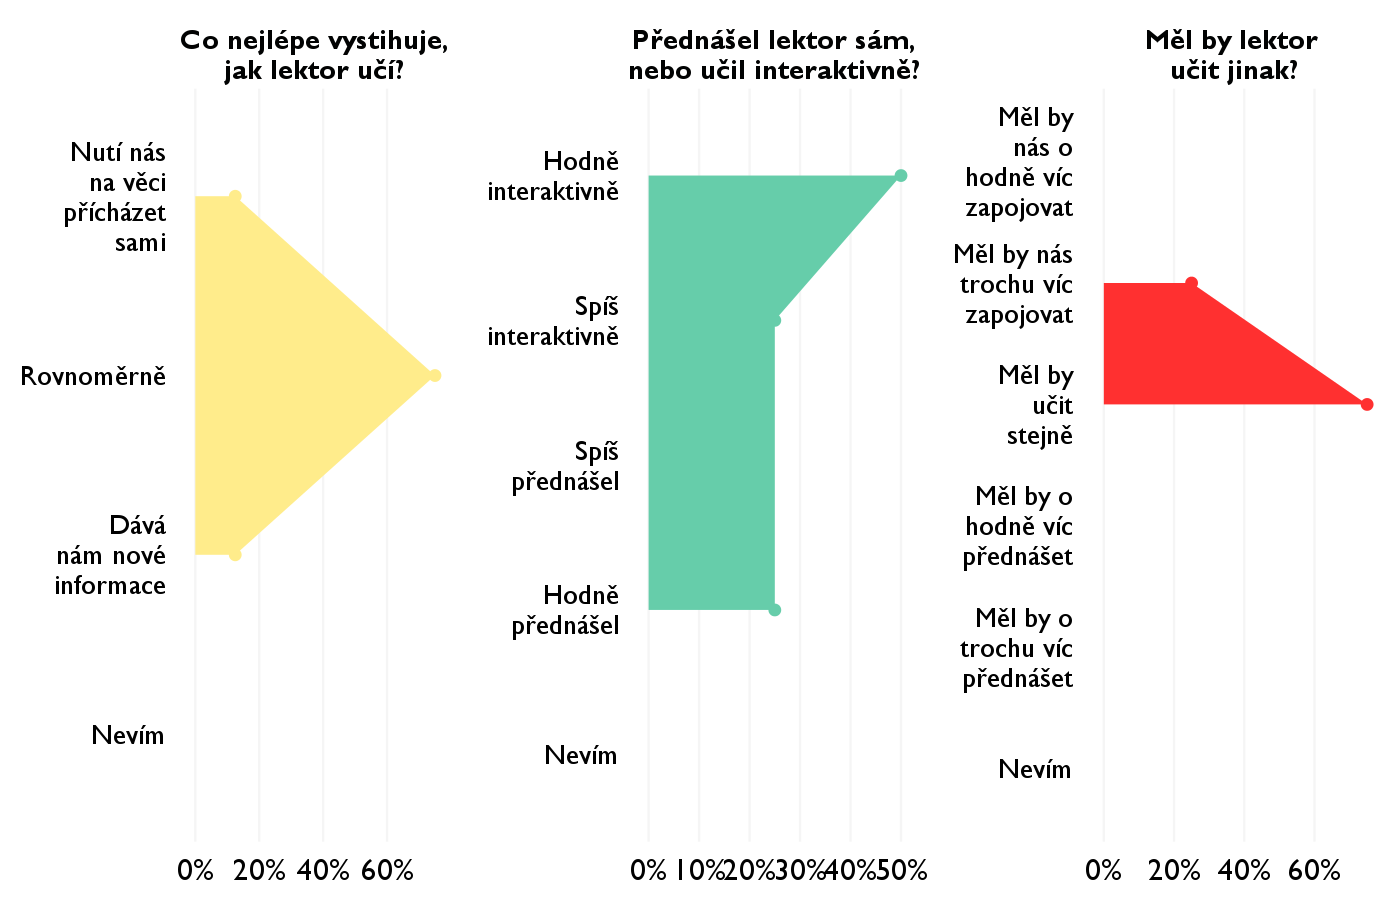 Co nejlépe vystihuje,
jak lektor učí?
Nutí nás
na věci
přícházet
sami
Rovnoměrně
Dává
nám nové
informace
Nevím
0% 20% 40% 60%
Přednášel lektor sám,
nebo učil interaktivně?
Hodně
interaktivně
Spíš
interaktivně
Spíš
přednášel
Hodně
přednášel
Nevím
0% 10% 20% 30% 40% 50%
Měl by lektor
učit jinak?
Měl by
nás o
hodně víc
zapojovat
Měl by nás
trochu víc
zapojovat
Měl by
učit
stejně
Měl by o
hodně víc
přednášet
Měl by o
trochu víc
přednášet
Nevím
0% 20% 40% 60%